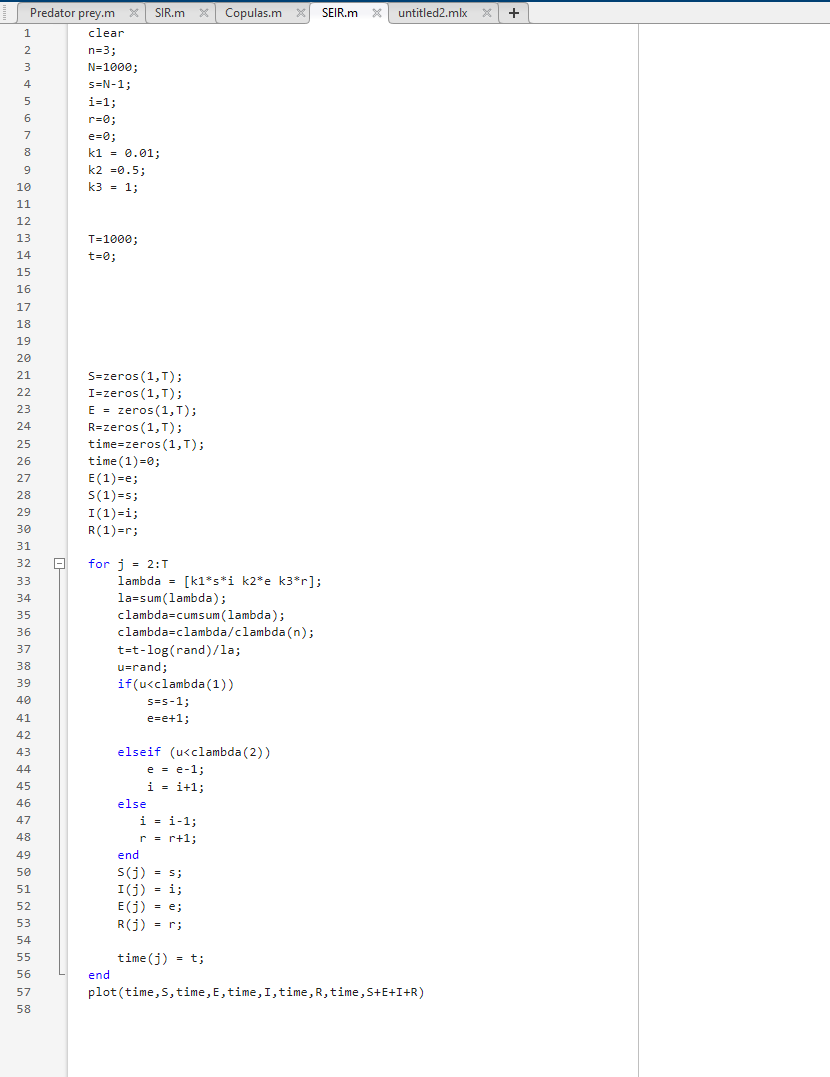 Predator prey.m SIR.m Copulas.m SEIR.m untitled2.mlx +
1 clear
2 n=3;
3 N=1000;
4 s=N-1;
5 i=1;
6 r=0;
7 e=0;
8 k1 = 0.01;
9 k2 =0.5;
10 k3 = 1;
11
12
13 T=1000;
14 t=0;
15
16
17
18
19
20
21 S=zeros(1,T);
22 I=zeros(1,T);
23 E = zeros(1,T);
24 R=zeros(1,T);
25 time=zeros(1,T);
26 time(1)=0;
27 E(1)=e;
28 S(1)=s;
29 I(1)=i;
30 R(1)=r;
31
32 for j = 2:T
33 lambda = [k1*s*i k2*e k3*r];
34 la=sum(lambda);
35 clambda=cumsum(lambda);
36 clambda=clambda/clambda(n);
37 t=t-log(rand)/la;
38 u=rand;
39 if(u<clambda(1))
40 s=s-1;
41 e=e+1;
42
43 elseif (u<clambda(2))
44 e = e-1;
45 i = i+1;
46 else
47 i = i-1;
48 r = r+1;
49 end
50 S(j) = s;
51 I(j) = i;
52 E(j) = e;
53 R(j) = r;
54
55 time(j) = t;
56 end
57 plot(time,S,time,E,time,I,time,R,time,S+E+I+R)
58